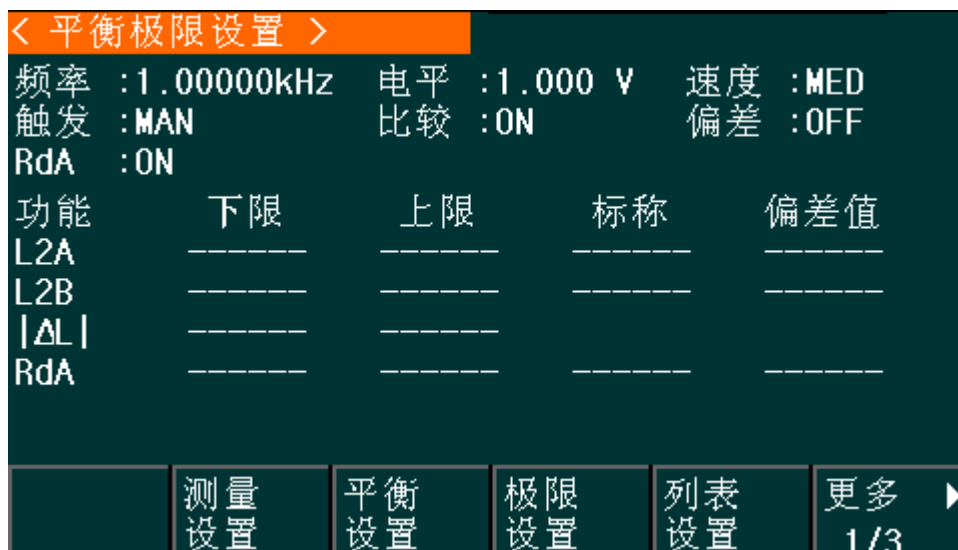 < 平衡极限设置 >
频率 :1.00000kHz 电平 :1.000 V 速度 :MED
触发 :MAN 比较 :ON 偏差 :OFF
RdA :ON
功能 下限 上限 标称 偏差值
L2A ------ ------ ------ ------
L2B ------ ------ ------ ------
|ΔL| ------ ------
RdA ------ ------ ------ ------
测量 平衡 极限 列表 更多 ▶
设置 设置 设置 设置 1/3